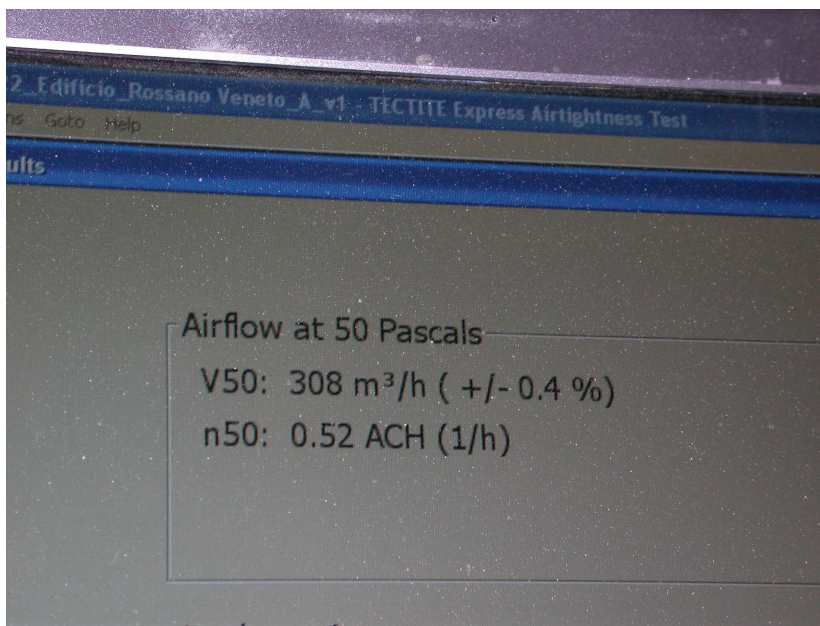 2_Edificio_Rossano Veneto_A_v1 - TECTITE Express Airtightness Test
ns Goto Help
ults
Airflow at 50 Pascals
V50: 308 m³/h ( +/- 0.4 %)
n50: 0.52 ACH (1/h)